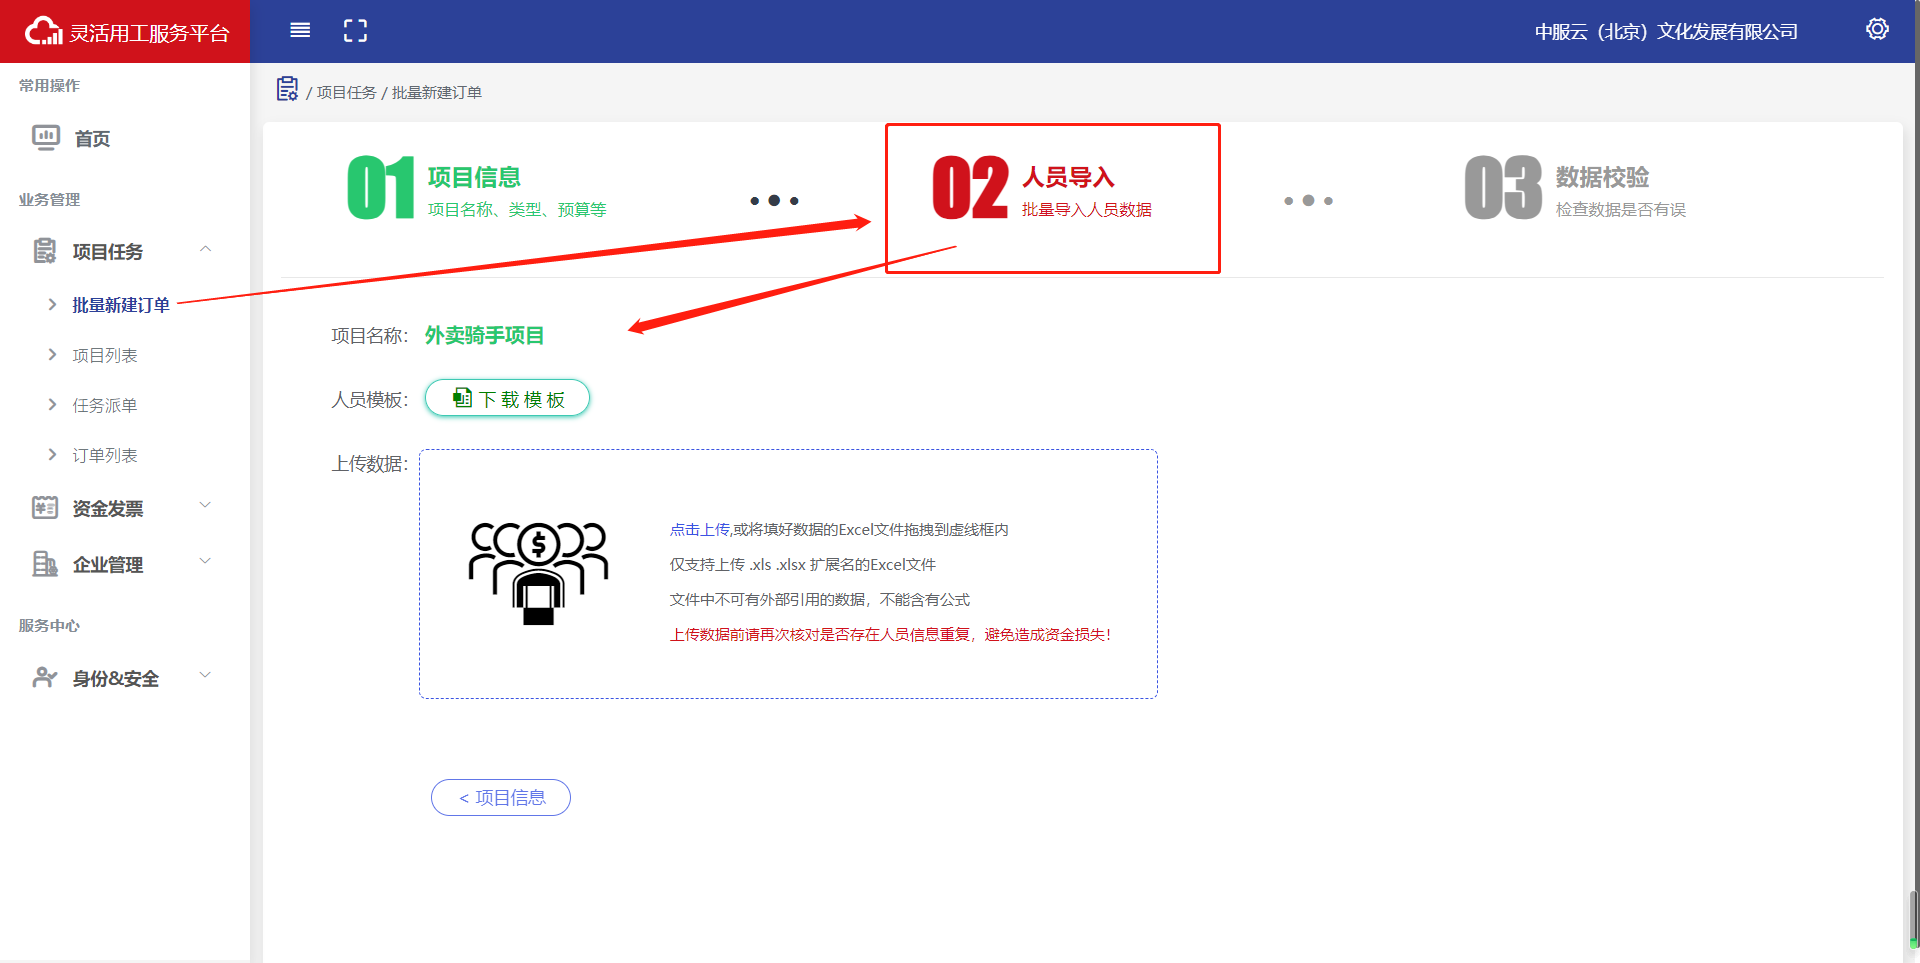 灵活用工服务平台
中服云（北京）文化发展有限公司
常用操作
首页
业务管理
项目任务
批量新建订单
项目列表
任务派单
订单列表
资金发票
企业管理
服务中心
身份&安全
/ 项目任务 / 批量新建订单
01
项目信息
项目名称、类型、预算等
02
人员导入
批量导入人员数据
03
数据校验
检查数据是否有误
项目名称： 外卖骑手项目
人员模板： 下载模板
上传数据：
点击上传,或将填好数据的Excel文件拖拽到虚线框内
仅支持上传 .xls .xlsx 扩展名的Excel文件
文件中不可有外部引用的数据，不能含有公式
上传数据前请再次核对是否存在人员信息重复，避免造成资金损失！
< 项目信息